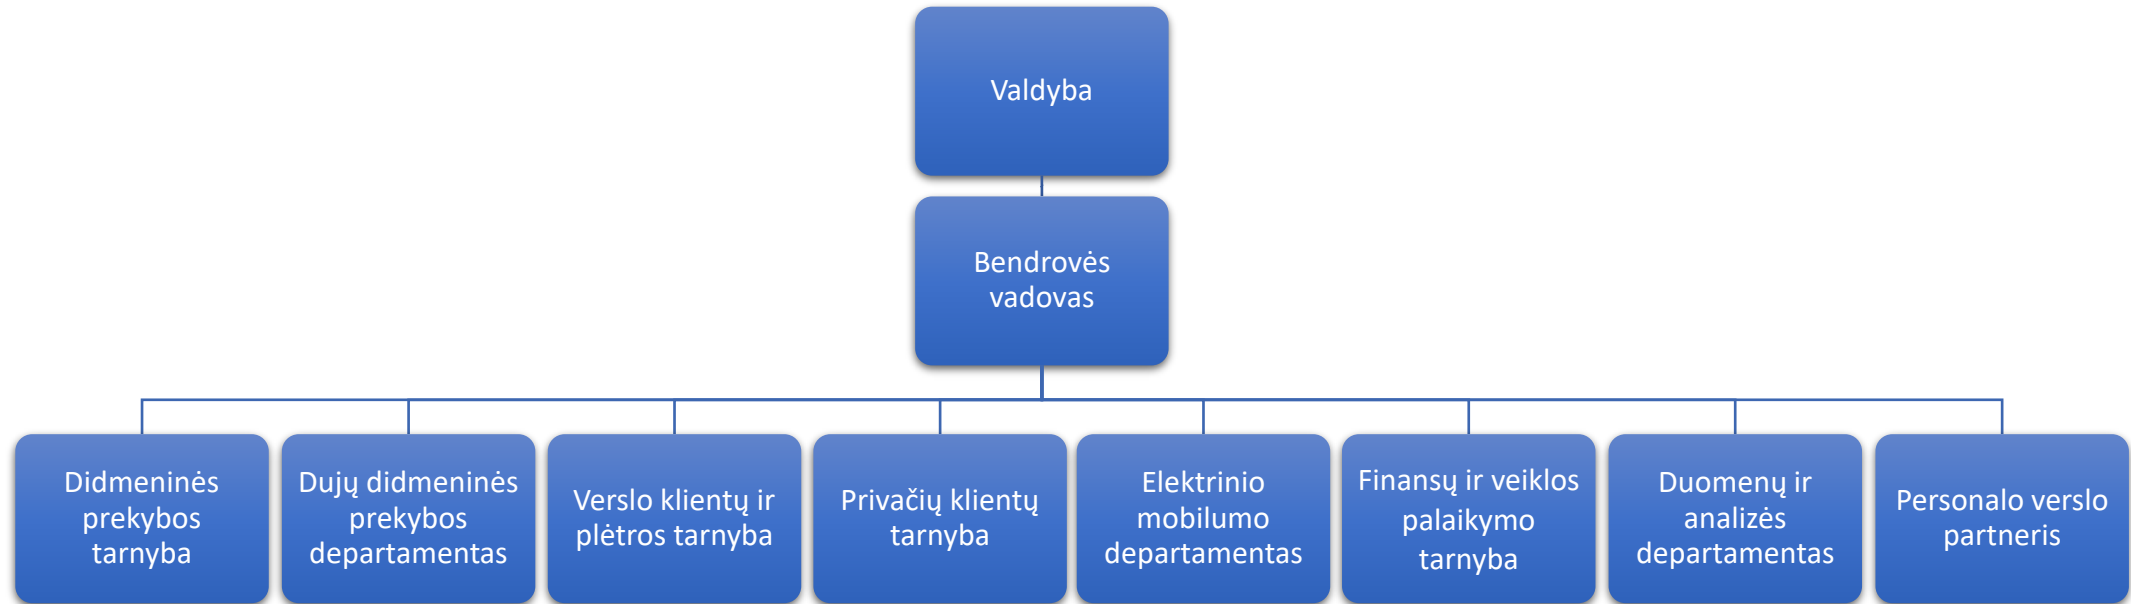 Valdyba
Bendrovės
vadovas
Didmeninės
prekybos
tarnyba
Dujų didmeninės
prekybos
departamentas
Verslo klientų ir
plėtros tarnyba
Privačių klientų
tarnyba
Elektrinio
mobilumo
departamentas
Finansų ir veiklos
palaikymo
tarnyba
Duomenų ir
analizės
departamentas
Personalo verslo
partneris